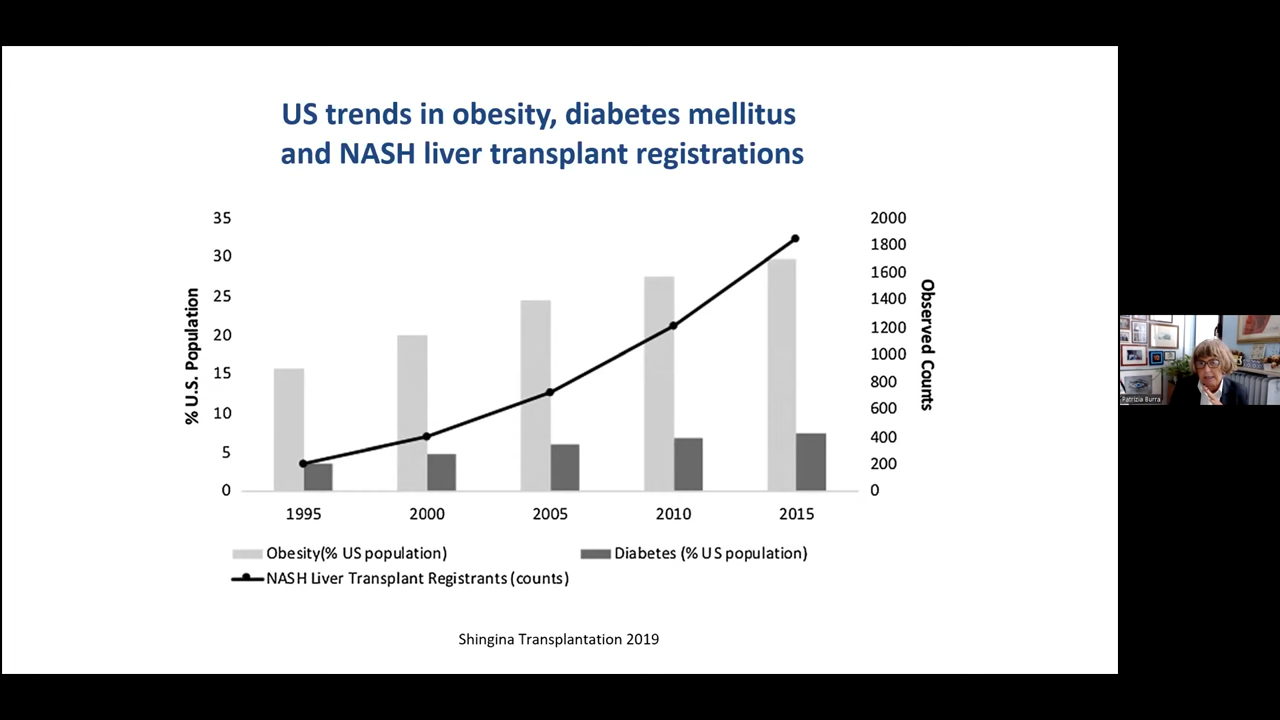 US trends in obesity, diabetes mellitus
and NASH liver transplant registrations
% U.S. Population
35
30
25
20
15
10
5
0
2000
1800
1600
1400
1200
1000
800
600
400
200
0
Observed Counts
1995 2000 2005 2010 2015
Obesity(% US population) Diabetes (% US population)
NASH Liver Transplant Registrants (counts)
Shingina Transplantation 2019
Patrizia Burra